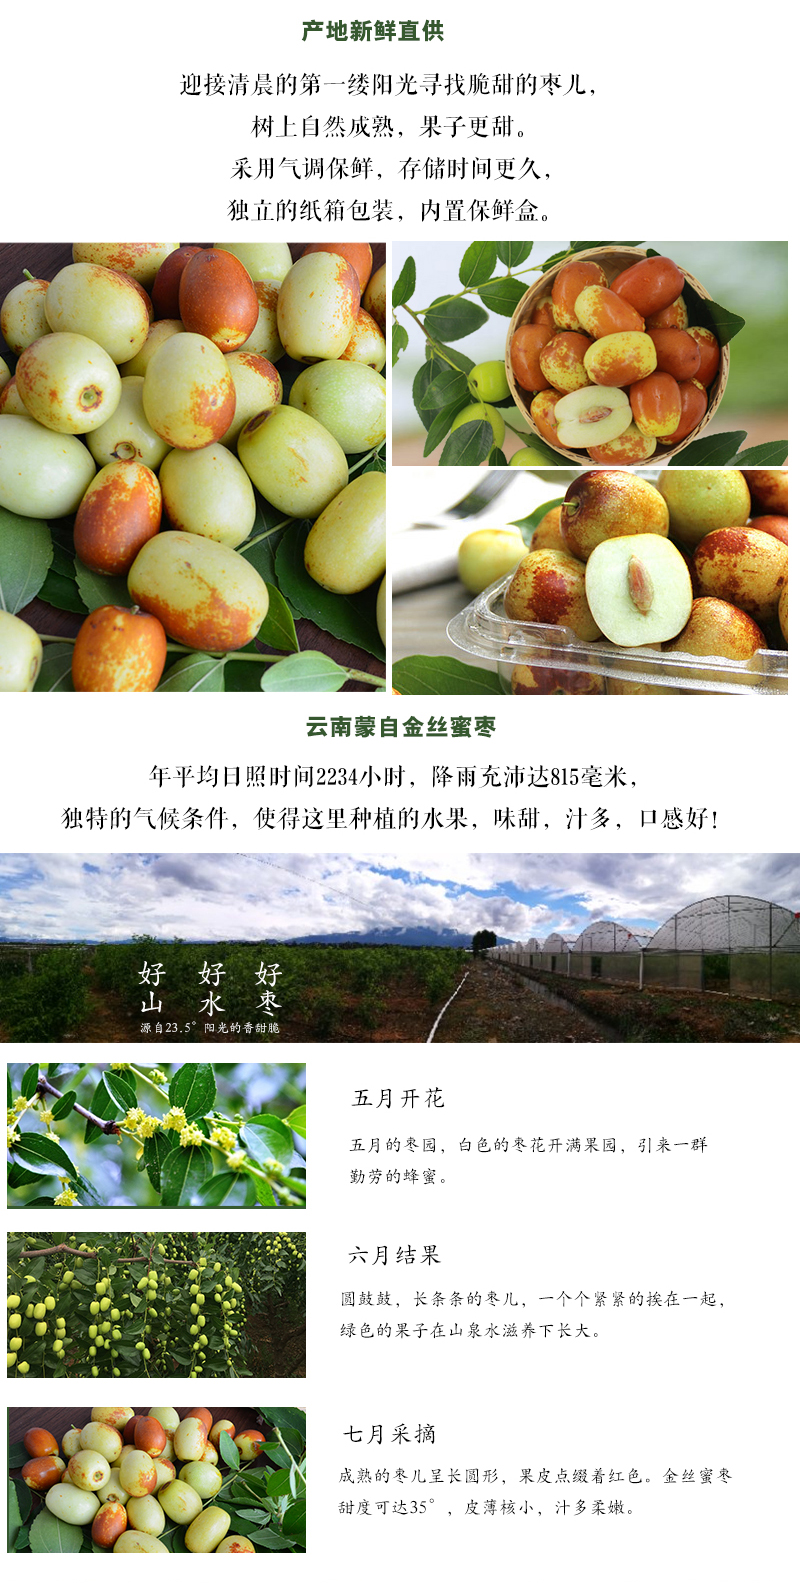 产地新鲜直供
迎接清晨的第一缕阳光寻找脆甜的枣儿，
树上自然成熟，果子更甜。
采用气调保鲜，存储时间更久，
独立的纸箱包装，内置保鲜盒。
云南蒙自金丝蜜枣
年平均日照时间2234小时，降雨充沛达815毫米，
独特的气候条件，使得这里种植的水果，味甜，汁多，口感好！
好 好 好
山 水 枣
源自23.5°阳光的香甜脆
五月开花
五月的枣园，白色的枣花开满果园，引来一群
勤劳的蜂蜜。
六月结果
圆鼓鼓，长条条的枣儿，一个个紧紧的挨在一起，
绿色的果子在山泉水滋养下长大。
七月采摘
成熟的枣儿呈长圆形，果皮点缀着红色。金丝蜜枣
甜度可达35°，皮薄核小，汁多柔嫩。